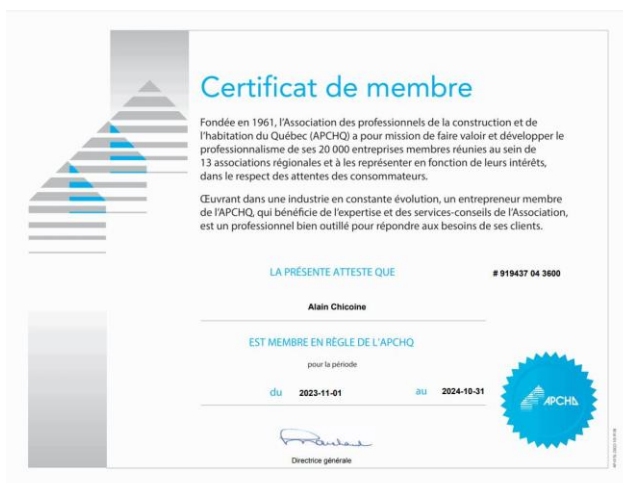 Certificat de membre
Fondée en 1961, l'Association des professionnels de la construction et de
l'habitation du Québec (APCHQ) a pour mission de faire valoir et développer le
professionnalisme de ses 20 000 entreprises membres réunies au sein de
13 associations régionales et à les représenter en fonction de leurs intérêts,
dans le respect des attentes des consommateurs.
Œuvrant dans une industrie en constante évolution, un entrepreneur membre
de l'APCHQ, qui bénéficie de l'expertise et des services-conseils de l'Association,
est un professionnel bien outillé pour répondre aux besoins de ses clients.
LA PRÉSENTE ATTESTE QUE
# 919437 04 3600
Alain Chicoine
EST MEMBRE EN RÈGLE DE L'APCHQ
pour la période
du 2023-11-01 au 2024-10-31
APCHQ
Directrice générale